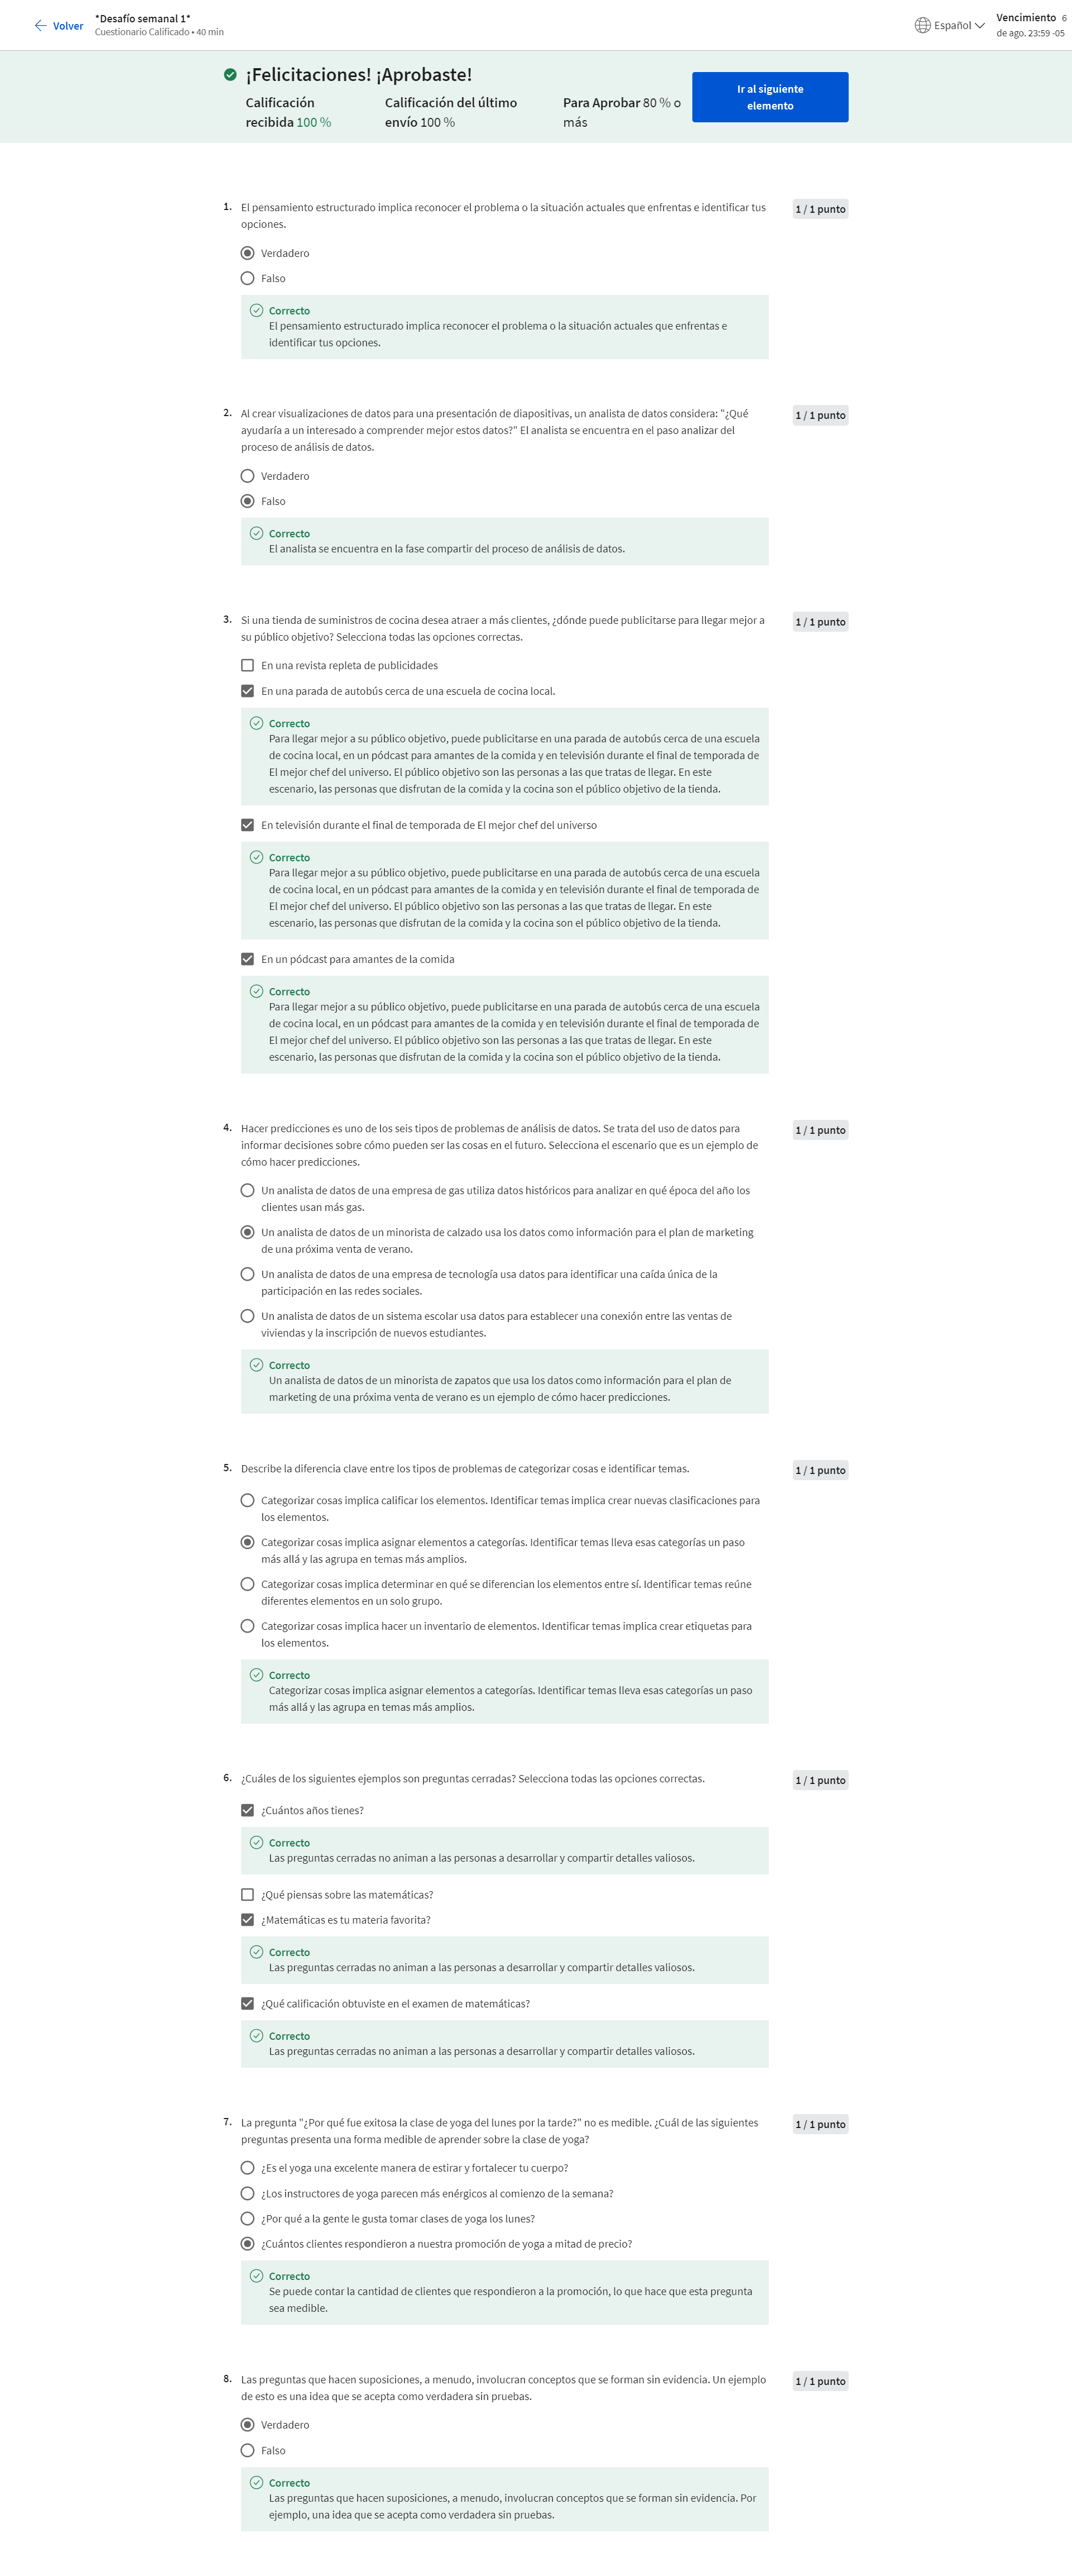 Volver
*Desafío semanal 1*
Cuestionario Calificado • 40 min
Español
Vencimiento 6
de ago. 23:59 -05
¡Felicitaciones! ¡Aprobaste!
Calificación
recibida 100 %
Calificación del último
envío 100 %
Para Aprobar 80 % o
más
Ir al siguiente
elemento
1. El pensamiento estructurado implica reconocer el problema o la situación actuales que enfrentas e identificar tus
opciones.
1 / 1 punto
Verdadero
Falso
Correcto
El pensamiento estructurado implica reconocer el problema o la situación actuales que enfrentas e
identificar tus opciones.
2. Al crear visualizaciones de datos para una presentación de diapositivas, un analista de datos considera: "¿Qué
ayudaría a un interesado a comprender mejor estos datos?" El analista se encuentra en el paso analizar del
proceso de análisis de datos.
1 / 1 punto
Verdadero
Falso
Correcto
El analista se encuentra en la fase compartir del proceso de análisis de datos.
3. Si una tienda de suministros de cocina desea atraer a más clientes, ¿dónde puede publicitarse para llegar mejor a
su público objetivo? Selecciona todas las opciones correctas.
1 / 1 punto
En una revista repleta de publicidades
En una parada de autobús cerca de una escuela de cocina local.
Correcto
Para llegar mejor a su público objetivo, puede publicitarse en una parada de autobús cerca de una escuela
de cocina local, en un pódcast para amantes de la comida y en televisión durante el final de temporada de
El mejor chef del universo. El público objetivo son las personas a las que tratas de llegar. En este
escenario, las personas que disfrutan de la comida y la cocina son el público objetivo de la tienda.
En televisión durante el final de temporada de El mejor chef del universo
Correcto
Para llegar mejor a su público objetivo, puede publicitarse en una parada de autobús cerca de una escuela
de cocina local, en un pódcast para amantes de la comida y en televisión durante el final de temporada de
El mejor chef del universo. El público objetivo son las personas a las que tratas de llegar. En este
escenario, las personas que disfrutan de la comida y la cocina son el público objetivo de la tienda.
En un pódcast para amantes de la comida
Correcto
Para llegar mejor a su público objetivo, puede publicitarse en una parada de autobús cerca de una escuela
de cocina local, en un pódcast para amantes de la comida y en televisión durante el final de temporada de
El mejor chef del universo. El público objetivo son las personas a las que tratas de llegar. En este
escenario, las personas que disfrutan de la comida y la cocina son el público objetivo de la tienda.
4. Hacer predicciones es uno de los seis tipos de problemas de análisis de datos. Se trata del uso de datos para
informar decisiones sobre cómo pueden ser las cosas en el futuro. Selecciona el escenario que es un ejemplo de
cómo hacer predicciones.
1 / 1 punto
Un analista de datos de una empresa de gas utiliza datos históricos para analizar en qué época del año los
clientes usan más gas.
Un analista de datos de un minorista de calzado usa los datos como información para el plan de marketing
de una próxima venta de verano.
Un analista de datos de una empresa de tecnología usa datos para identificar una caída única de la
participación en las redes sociales.
Un analista de datos de un sistema escolar usa datos para establecer una conexión entre las ventas de
viviendas y la inscripción de nuevos estudiantes.
Correcto
Un analista de datos de un minorista de zapatos que usa los datos como información para el plan de
marketing de una próxima venta de verano es un ejemplo de cómo hacer predicciones.
5. Describe la diferencia clave entre los tipos de problemas de categorizar cosas e identificar temas.
1 / 1 punto
Categorizar cosas implica calificar los elementos. Identificar temas implica crear nuevas clasificaciones para
los elementos.
Categorizar cosas implica asignar elementos a categorías. Identificar temas lleva esas categorías un paso
más allá y las agrupa en temas más amplios.
Categorizar cosas implica determinar en qué se diferencian los elementos entre sí. Identificar temas reúne
diferentes elementos en un solo grupo.
Categorizar cosas implica hacer un inventario de elementos. Identificar temas implica crear etiquetas para
los elementos.
Correcto
Categorizar cosas implica asignar elementos a categorías. Identificar temas lleva esas categorías un paso
más allá y las agrupa en temas más amplios.
6. ¿Cuáles de los siguientes ejemplos son preguntas cerradas? Selecciona todas las opciones correctas.
1 / 1 punto
¿Cuántos años tienes?
Correcto
Las preguntas cerradas no animan a las personas a desarrollar y compartir detalles valiosos.
¿Qué piensas sobre las matemáticas?
¿Matemáticas es tu materia favorita?
Correcto
Las preguntas cerradas no animan a las personas a desarrollar y compartir detalles valiosos.
¿Qué calificación obtuviste en el examen de matemáticas?
Correcto
Las preguntas cerradas no animan a las personas a desarrollar y compartir detalles valiosos.
7. La pregunta "¿Por qué fue exitosa la clase de yoga del lunes por la tarde?" no es medible. ¿Cuál de las siguientes
preguntas presenta una forma medible de aprender sobre la clase de yoga?
1 / 1 punto
¿Es el yoga una excelente manera de estirar y fortalecer tu cuerpo?
¿Los instructores de yoga parecen más enérgicos al comienzo de la semana?
¿Por qué a la gente le gusta tomar clases de yoga los lunes?
¿Cuántos clientes respondieron a nuestra promoción de yoga a mitad de precio?
Correcto
Se puede contar la cantidad de clientes que respondieron a la promoción, lo que hace que esta pregunta
sea medible.
8. Las preguntas que hacen suposiciones, a menudo, involucran conceptos que se forman sin evidencia. Un ejemplo
de esto es una idea que se acepta como verdadera sin pruebas.
1 / 1 punto
Verdadero
Falso
Correcto
Las preguntas que hacen suposiciones, a menudo, involucran conceptos que se forman sin evidencia. Por
ejemplo, una idea que se acepta como verdadera sin pruebas.